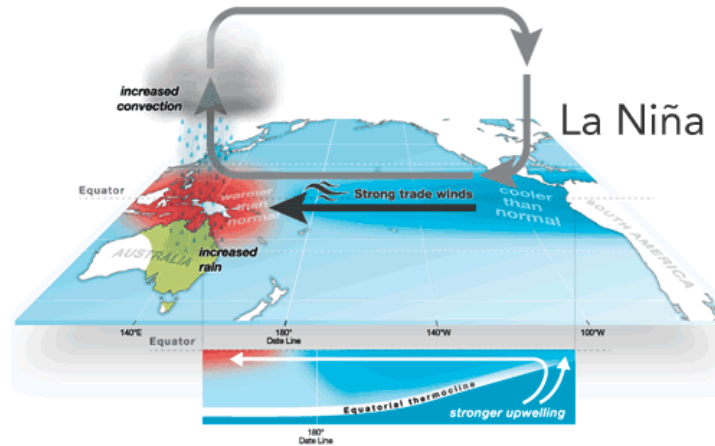 increased
convection
La Niña
Equator
warmer
than
normal
Strong trade winds
cooler
than
normal
AUSTRALIA
increased
rain
SOUTH AMERICA
140°E
180°
Date Line
140°W
100°W
Equator
Equatorial thermocline
stronger upwelling
180°
Date Line